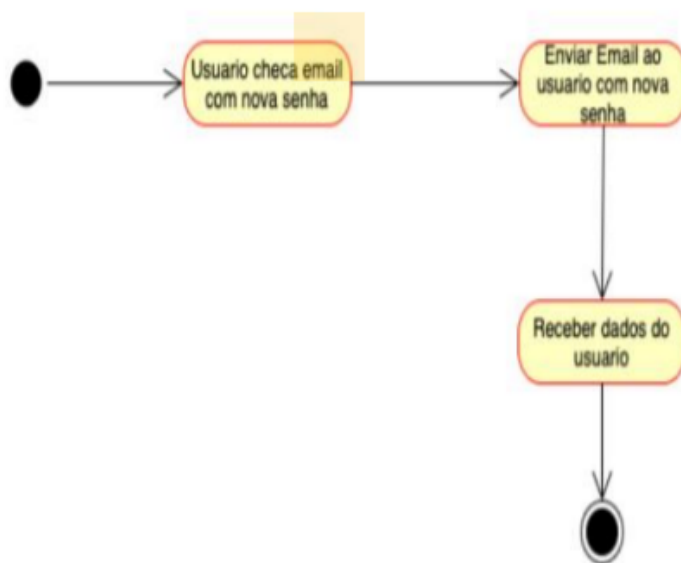 Usuario checa email
com nova senha
Enviar Email ao
usuario com nova
senha
Receber dados do
usuario